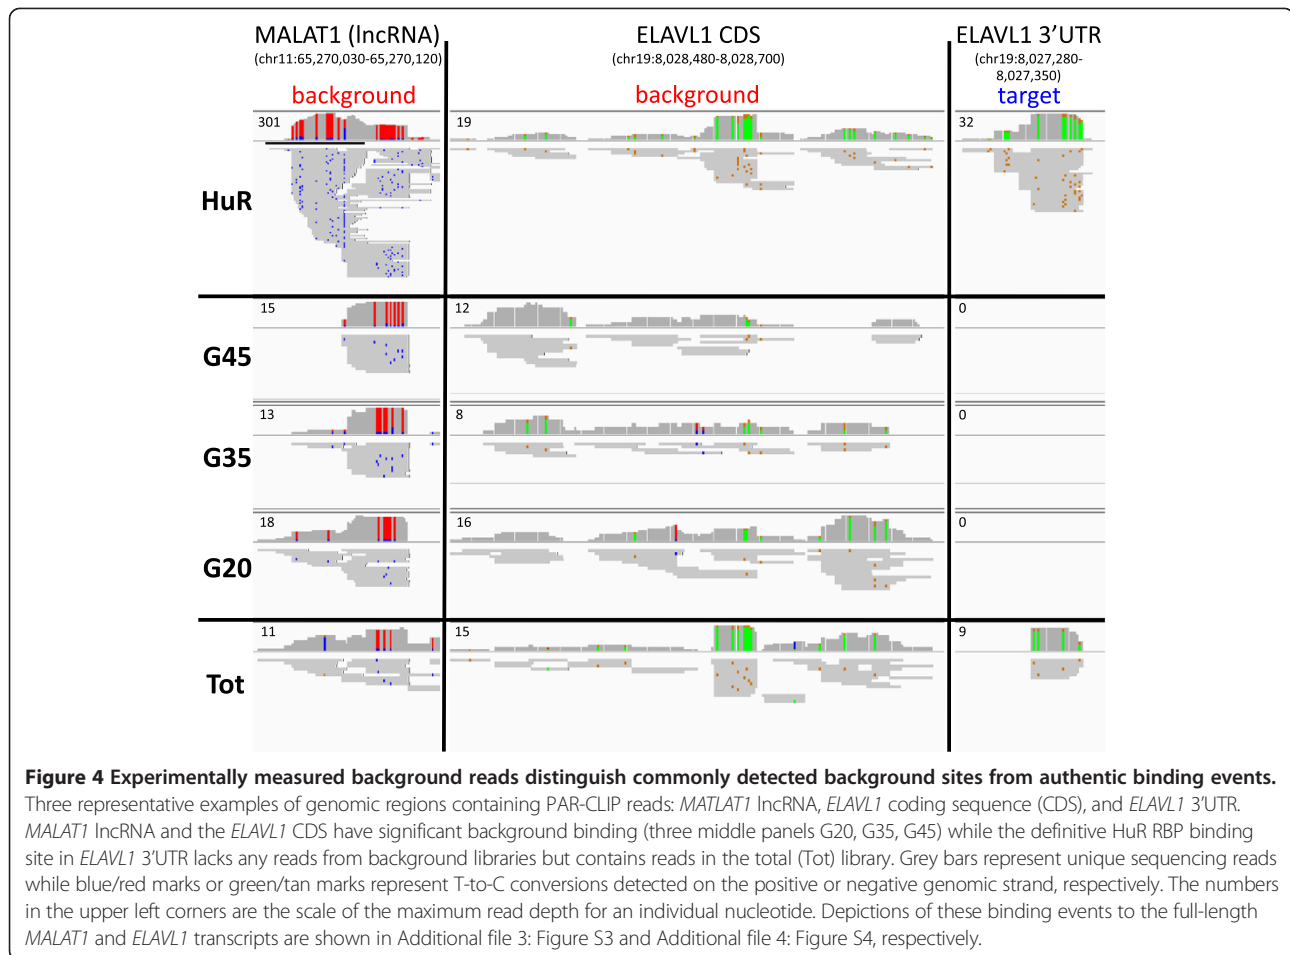 MALAT1 (lncRNA)
(chr11:65,270,030-65,270,120)
background
ELAVL1 CDS
(chr19:8,028,480-8,028,700)
background
ELAVL1 3’UTR
(chr19:8,027,280-
8,027,350)
target
HuR
301
19
32
G45
15
12
0
G35
13
8
0
G20
18
16
0
Tot
11
15
9
Figure 4 Experimentally measured background reads distinguish commonly detected background sites from authentic binding events.
Three representative examples of genomic regions containing PAR-CLIP reads: MATLAT1 lncRNA, ELAVL1 coding sequence (CDS), and ELAVL1 3’UTR.
MALAT1 lncRNA and the ELAVL1 CDS have significant background binding (three middle panels G20, G35, G45) while the definitive HuR RBP binding
site in ELAVL1 3’UTR lacks any reads from background libraries but contains reads in the total (Tot) library. Grey bars represent unique sequencing reads
while blue/red marks or green/tan marks represent T-to-C conversions detected on the positive or negative genomic strand, respectively. The numbers
in the upper left corners are the scale of the maximum read depth for an individual nucleotide. Depictions of these binding events to the full-length
MALAT1 and ELAVL1 transcripts are shown in Additional file 3: Figure S3 and Additional file 4: Figure S4, respectively.